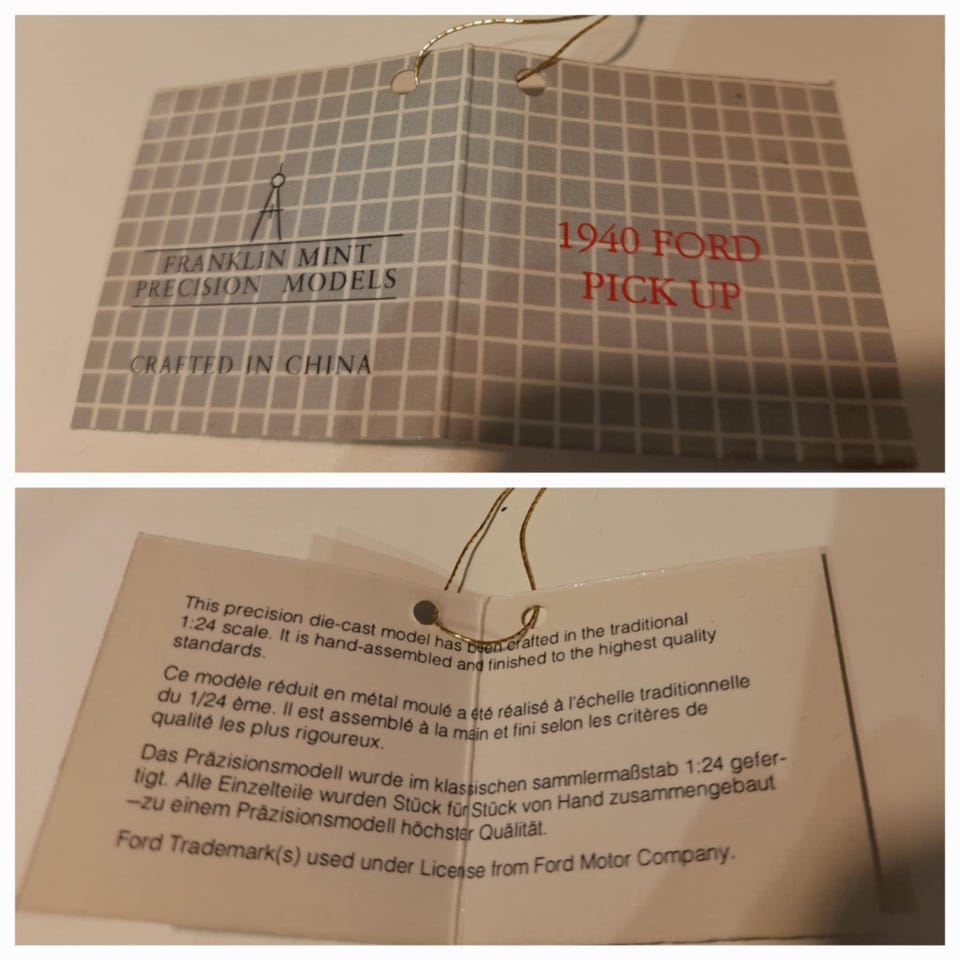 FRANKLIN MINT
PRECISION MODELS
CRAFTED IN CHINA
1940 FORD
PICK UP
This precision die-cast model has been crafted in the traditional
1:24 scale. It is hand-assembled and finished to the highest quality
standards.
Ce modèle réduit en métal moulé a été réalisé à l'échelle traditionnelle
du 1/24 ème. Il est assemblé à la main et fini selon les critères de
qualité les plus rigoureux.
Das Präzisionsmodell wurde im klassischen sammlermaßstab 1:24 gefer-
tigt. Alle Einzelteile wurden Stück für Stück von Hand zusammengebaut
—zu einem Präzisionsmodell höchster Quälität.
Ford Trademark(s) used under License from Ford Motor Company.